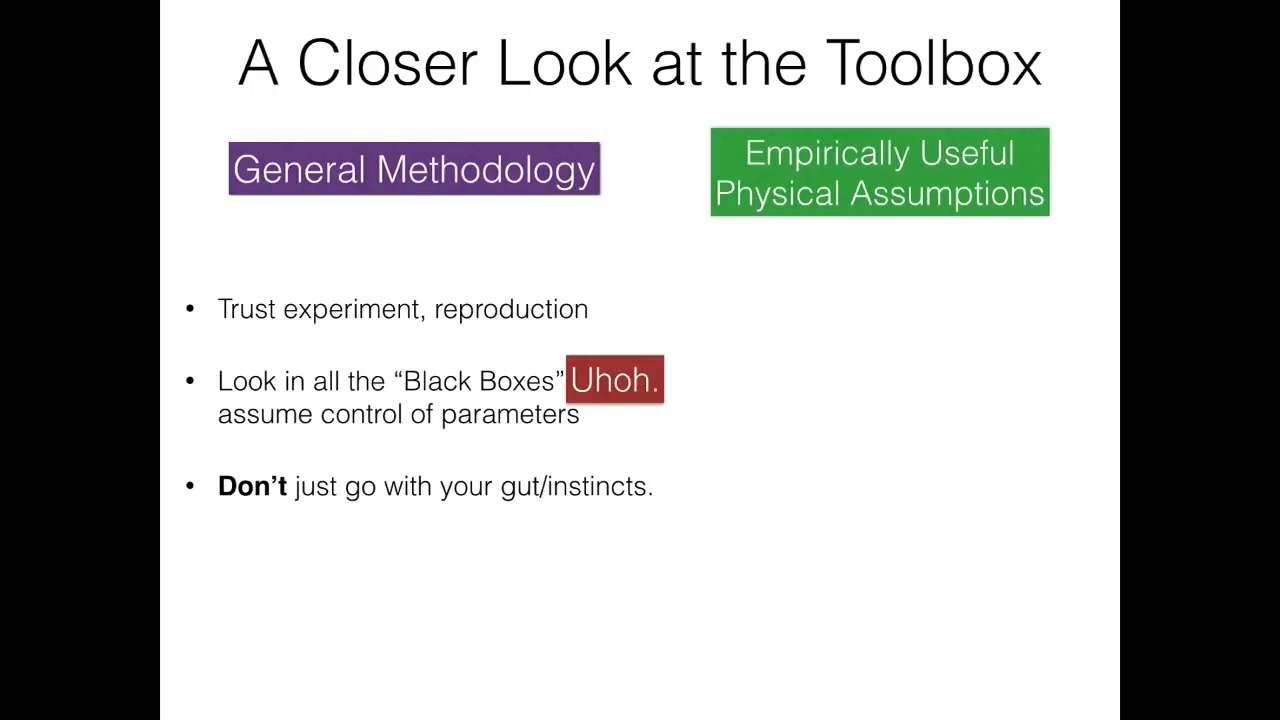 A Closer Look at the Toolbox
General Methodology
Empirically Useful
Physical Assumptions
• Trust experiment, reproduction
• Look in all the “Black Boxes” Uhoh.
assume control of parameters
• Don’t just go with your gut/instincts.